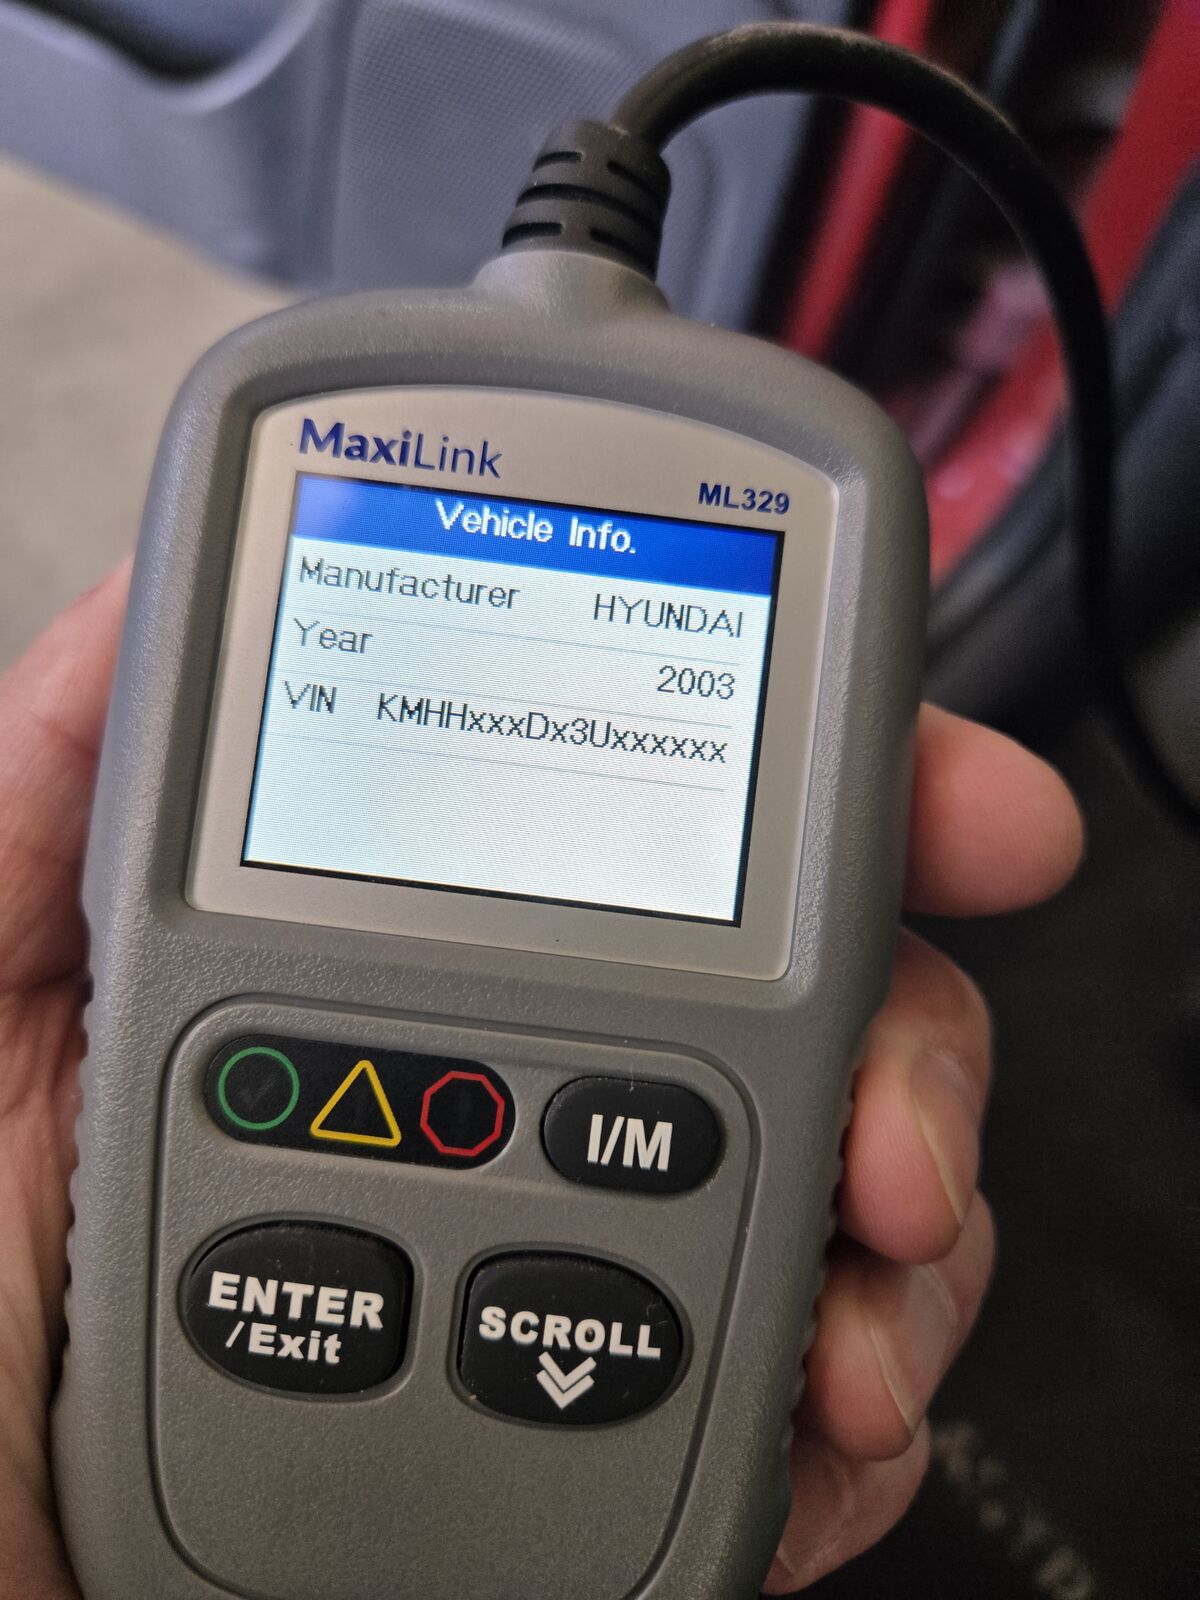 MaxiLink
ML329
Vehicle Info.
Manufacturer HYUNDAI
Year 2003
VIN KMHHxxxDx3Uxxxxxx
I/M
ENTER
/Exit
SCROLL